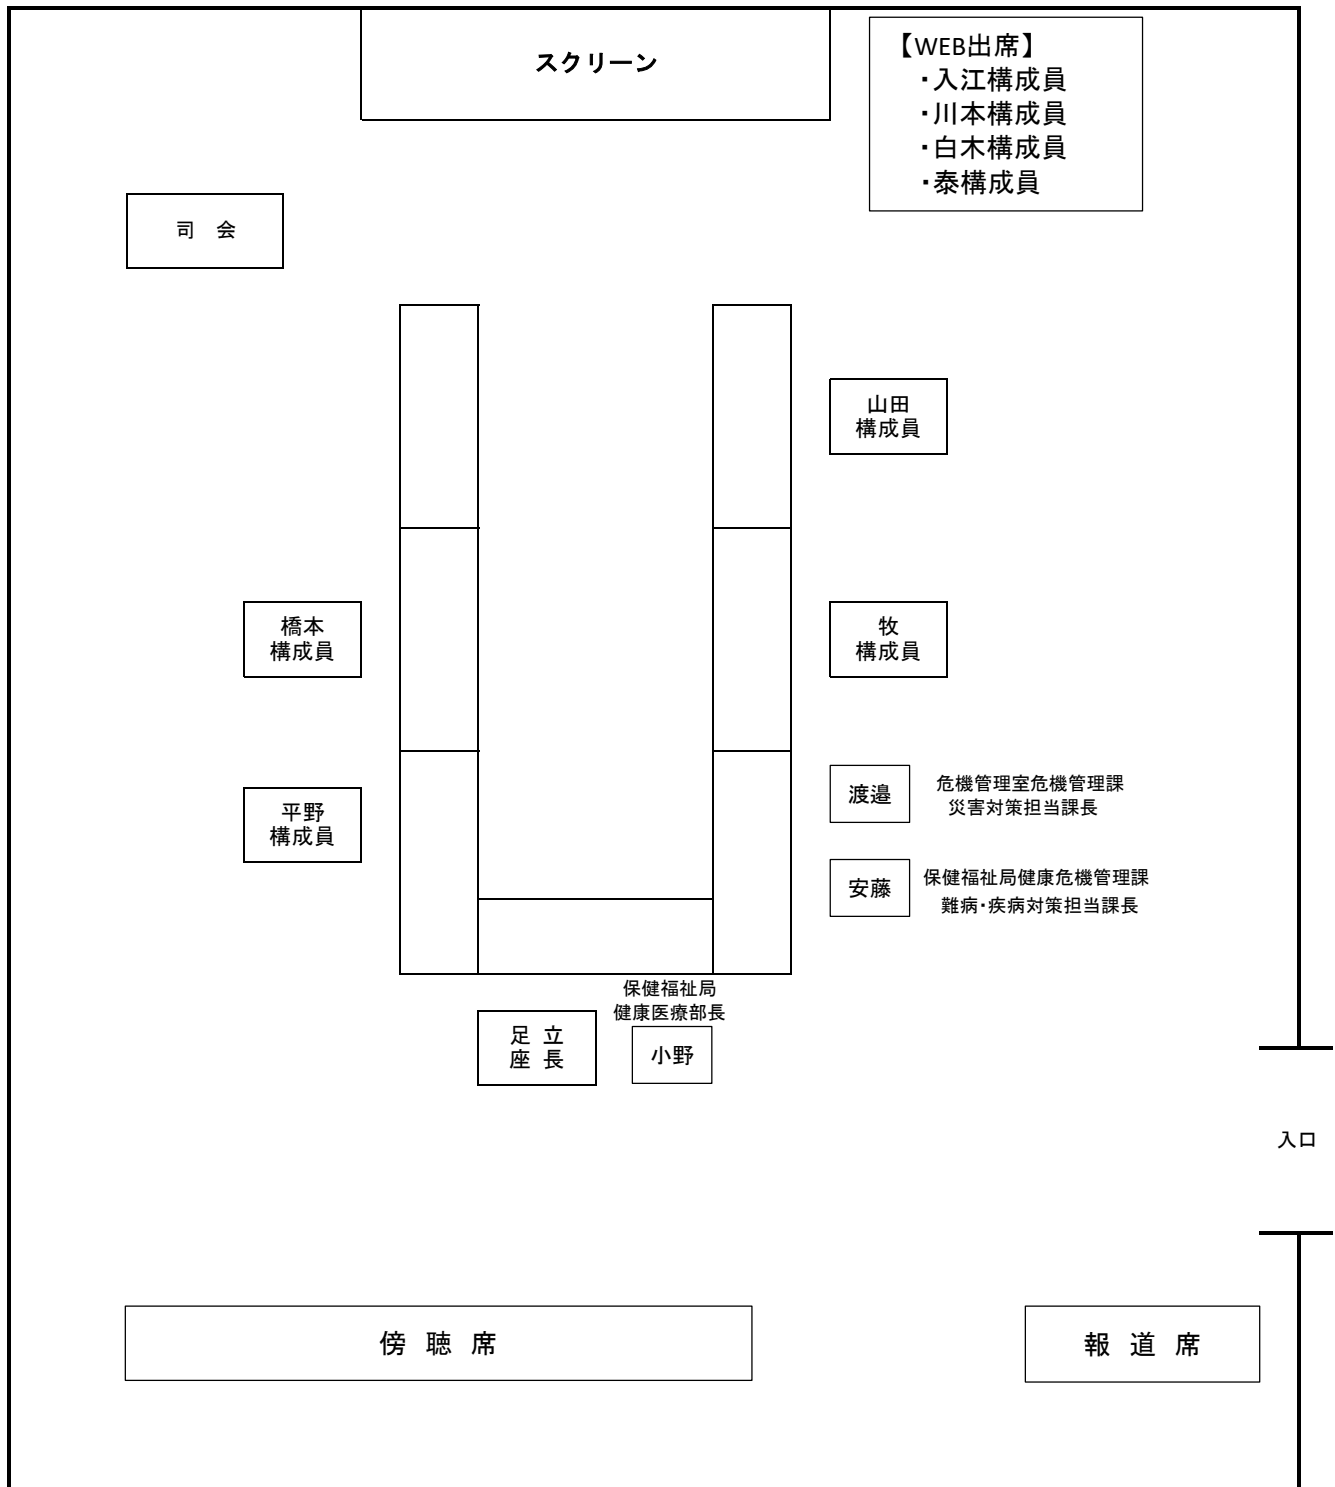 スクリーン
【WEB出席】
・入江構成員
・川本構成員
・白木構成員
・泰構成員
司 会
山田
構成員
橋本
構成員
牧
構成員
平野
構成員
渡邉
危機管理室危機管理課
災害対策担当課長
安藤
保健福祉局健康危機管理課
難病・疾病対策担当課長
保健福祉局
健康医療部長
足 立
座 長
小野
入口
傍 聴 席
報 道 席